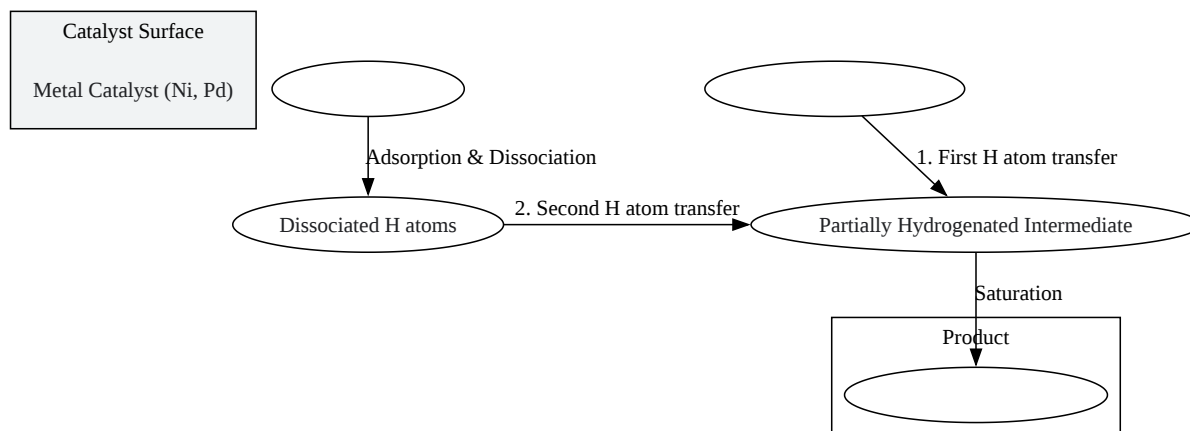 Catalyst Surface
Metal Catalyst (Ni, Pd)
Adsorption & Dissociation
1. First H atom transfer
Dissociated H atoms
2. Second H atom transfer
Partially Hydrogenated Intermediate
Saturation
Product